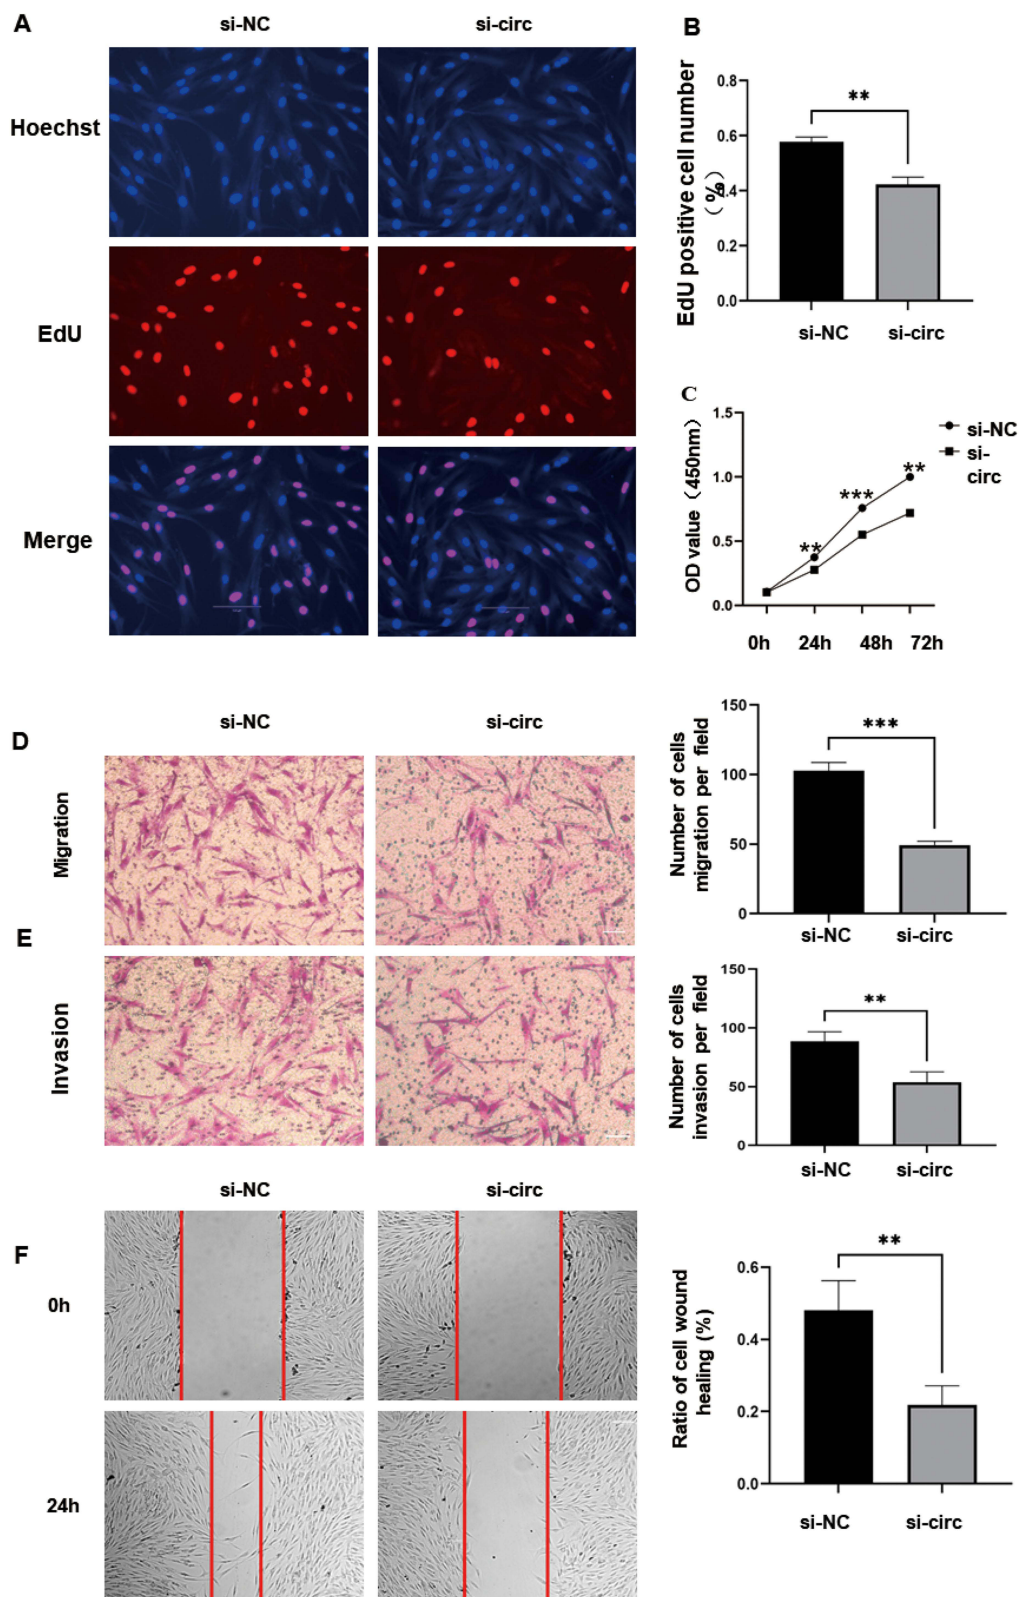 A
si-NC
si-circ
Hoechst
EdU
Merge
B
EdU positive cell number
（%）
0.8
0.6
0.4
0.2
0.0
**
si-NC
si-circ
C
OD value（450nm）
1.5
1.0
0.5
0.0
**
***
**
si-NC
si-
circ
0h
24h
48h
72h
si-NC
si-circ
D
Migration
Number of cells
migration per field
150
100
50
0
***
si-NC
si-circ
E
Invasion
Number of cells
invasion per field
150
100
50
0
**
si-NC
si-circ
si-NC
si-circ
F
0h
24h
Ratio of cell wound
healing (%)
0.6
0.4
0.2
0.0
**
si-NC
si-circ